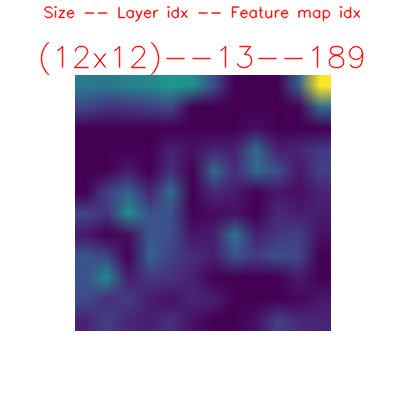 Size -- Layer idx -- Feature map idx
(12x12)--13--189